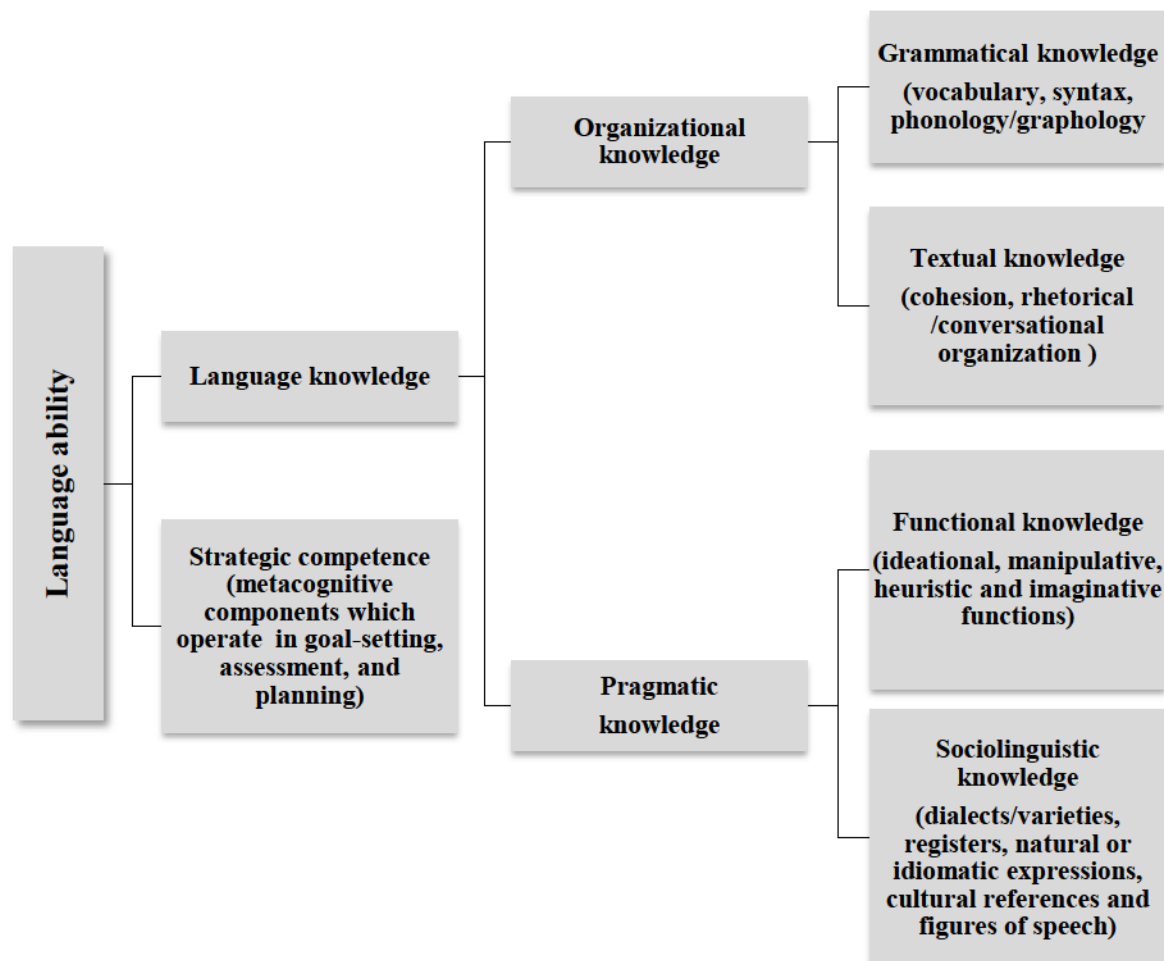 Language ability
Language knowledge
Strategic competence
(metacognitive
components which
operate in goal-setting,
assessment, and
planning)
Organizational
knowledge
Pragmatic
knowledge
Grammatical knowledge
(vocabulary, syntax,
phonology/graphology
Textual knowledge
(cohesion, rhetorical
/conversational
organization )
Functional knowledge
(ideational, manipulative,
heuristic and imaginative
functions)
Sociolinguistic
knowledge
(dialects/varieties,
registers, natural or
idiomatic expressions,
cultural references and
figures of speech)